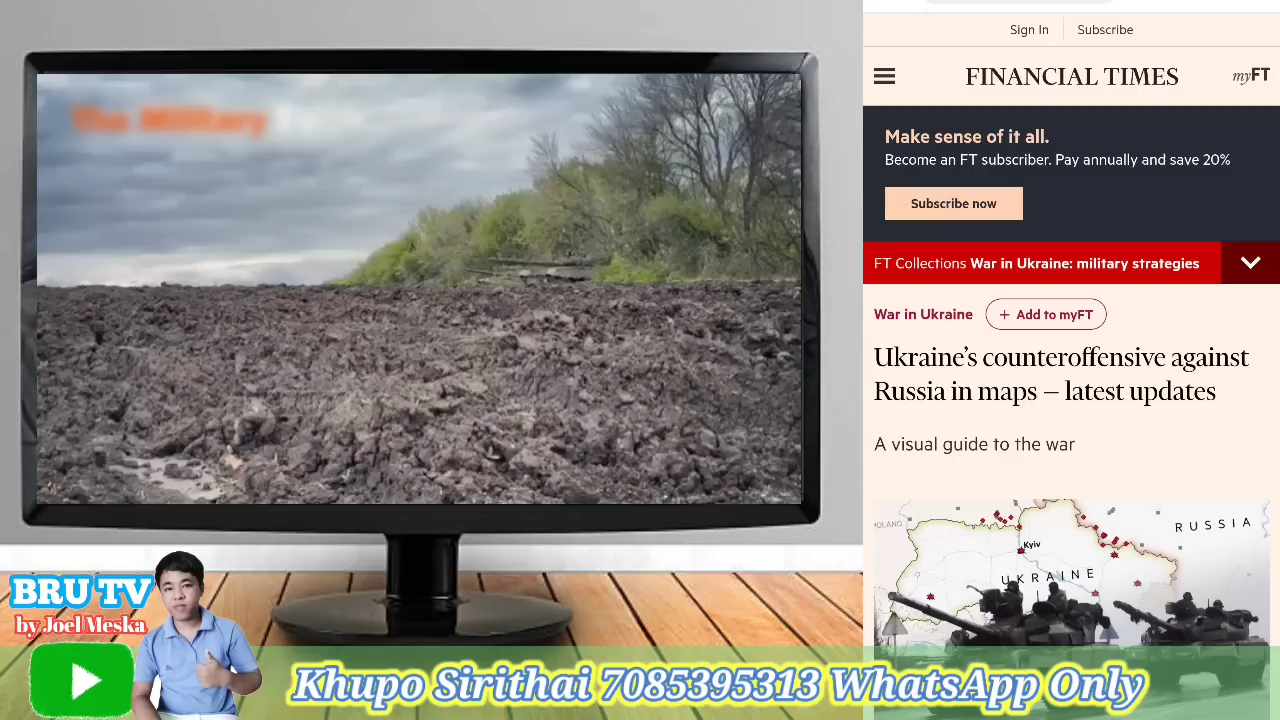 The Military
BRU TV
by Joel Meska
Khupo Sirithai 7085395313 WhatsApp Only
Sign In
Subscribe
FINANCIAL TIMES
myFT
Make sense of it all.
Become an FT subscriber. Pay annually and save 20%
Subscribe now
FT Collections War in Ukraine: military strategies
War in Ukraine
+ Add to myFT
Ukraine's counteroffensive against
Russia in maps – latest updates
A visual guide to the war
POLAND
RUSSIA
Kyiv
UKRAINE